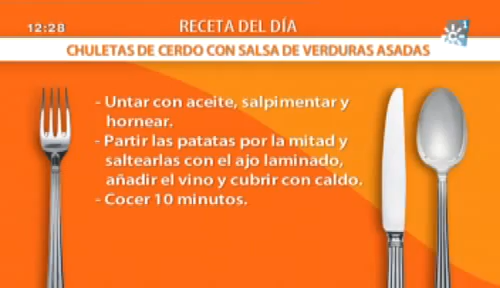 12:28
RECETA DEL DÍA
1
CHULETAS DE CERDO CON SALSA DE VERDURAS ASADAS
- Untar con aceite, salpimentar y
hornear.
- Partir las patatas por la mitad y
saltearlas con el ajo laminado,
añadir el vino y cubrir con caldo.
- Cocer 10 minutos.